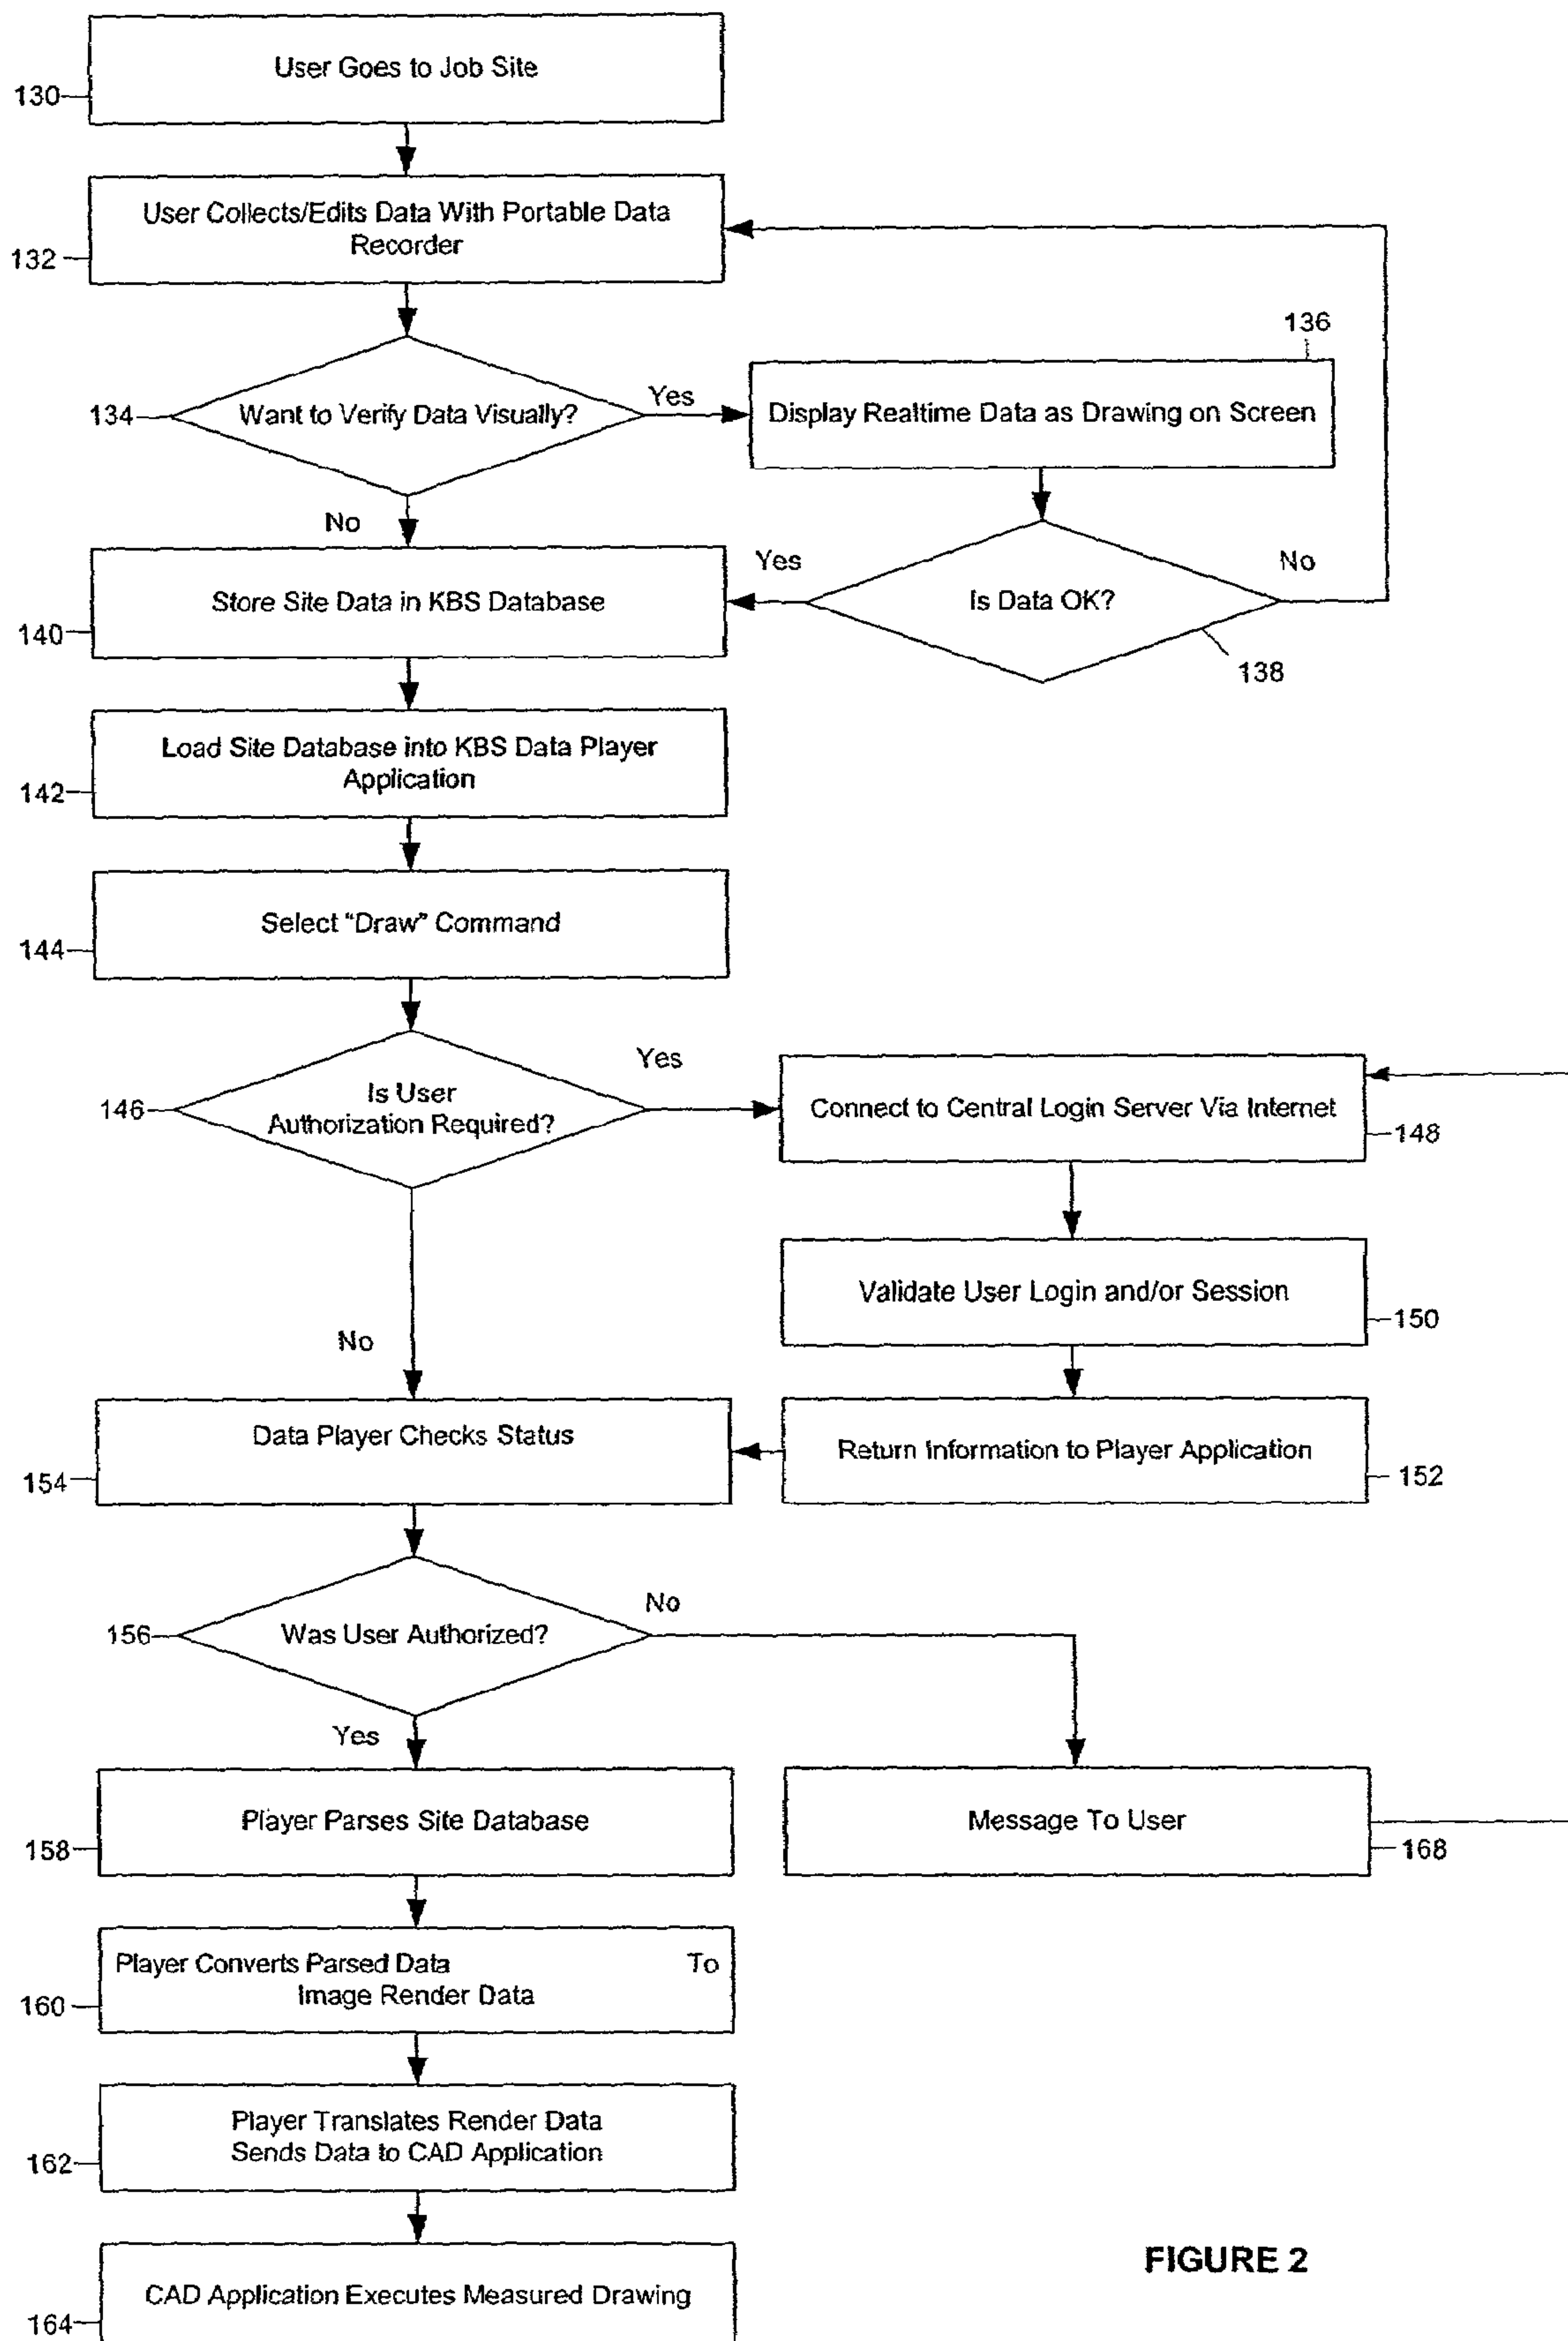 User Goes to Job Site
130
User Collects/Edits Data With Portable Data
Recorder
132
136
134
Want to Verify Data Visually?
Yes
Display Realtime Data as Drawing on Screen
No
Yes
No
Store Site Data in KBS Database
Is Data OK?
140
138
Load Site Database into KBS Data Player
Application
142
Select “Draw” Command
144
Yes
146
Is User
Authorization Required?
Connect to Central Login Server Via Internet
148
Validate User Login and/or Session
150
No
Data Player Checks Status
Return Information to Player Application
154
152
No
156
Was User Authorized?
Yes
Player Parses Site Database
Message To User
158
168
Player Converts Parsed Data To
Image Render Data
160
Player Translates Render Data
Sends Data to CAD Application
162
FIGURE 2
CAD Application Executes Measured Drawing
164